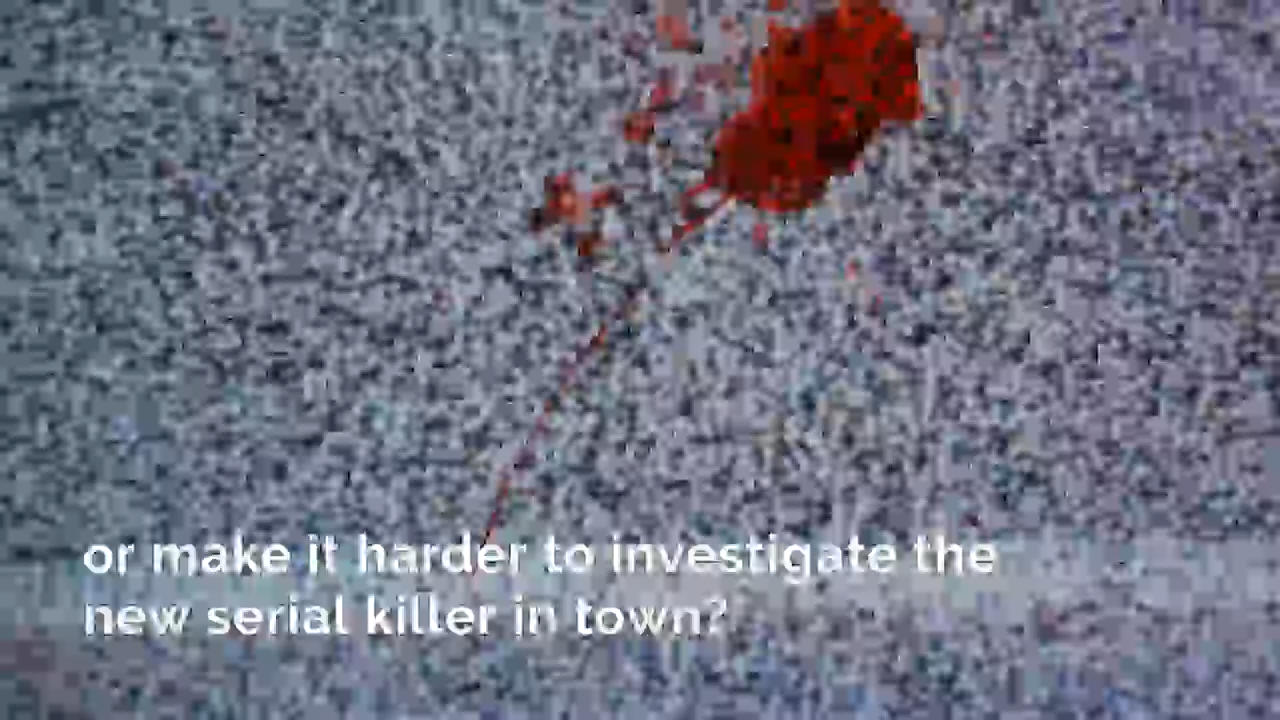 or make it harder to investigate the
new serial killer in town?